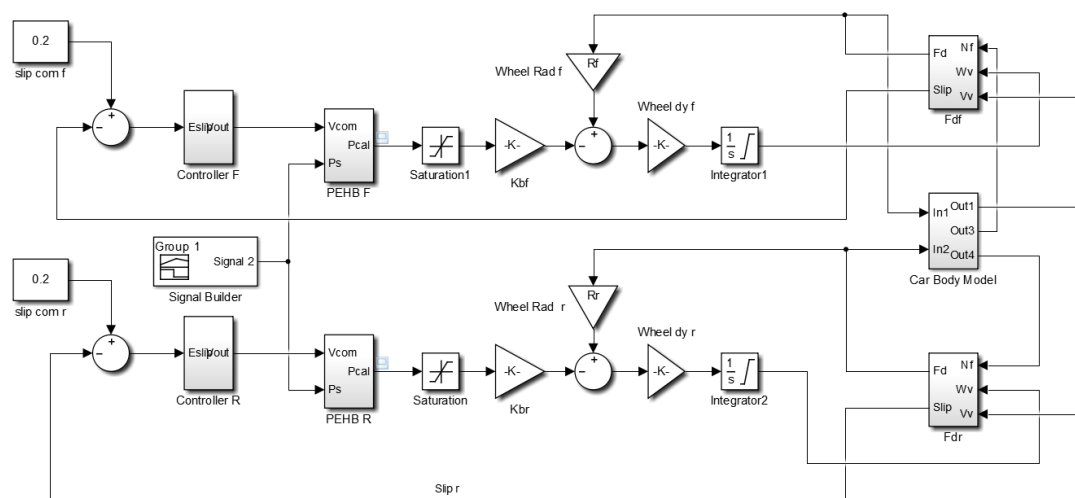 0.2
slip com f
Eslip
Vout
Controller F
Vcom
Ps
Pcal
PEHB F
Saturation1
-K-
Kbf
Wheel Rad f
Rf
Wheel dy f
-K-
1
s
Integrator1
Fd
Slip
Nf
Wv
Vv
Fdf
In1
In2
Out1
Out3
Out4
Car Body Model
Group 1
Signal 2
Signal Builder
0.2
slip com r
Eslip
Vout
Controller R
Vcom
Ps
Pcal
PEHB R
Saturation
-K-
Kbr
Wheel Rad r
Rr
Wheel dy r
-K-
1
s
Integrator2
Fd
Slip
Nf
Wv
Vv
Fdr
Slip r